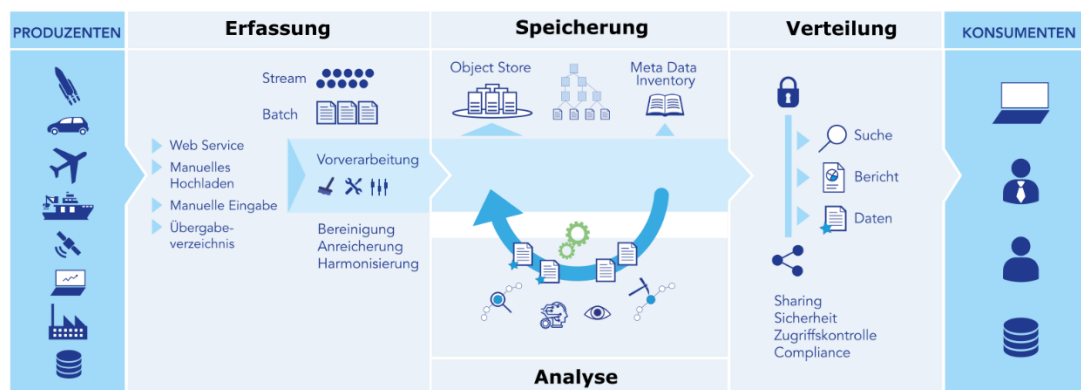 PRODUZENTEN
Erfassung
Speicherung
Verteilung
KONSUMENTEN
Stream
Batch
Web Service
Manuelles
Hochladen
Manuelle Eingabe
Übergabe-
verzeichnis
Vorverarbeitung
Bereinigung
Anreicherung
Harmonisierung
Object Store
Meta Data
Inventory
Analyse
Suche
Bericht
Daten
Sharing
Sicherheit
Zugriffskontrolle
Compliance